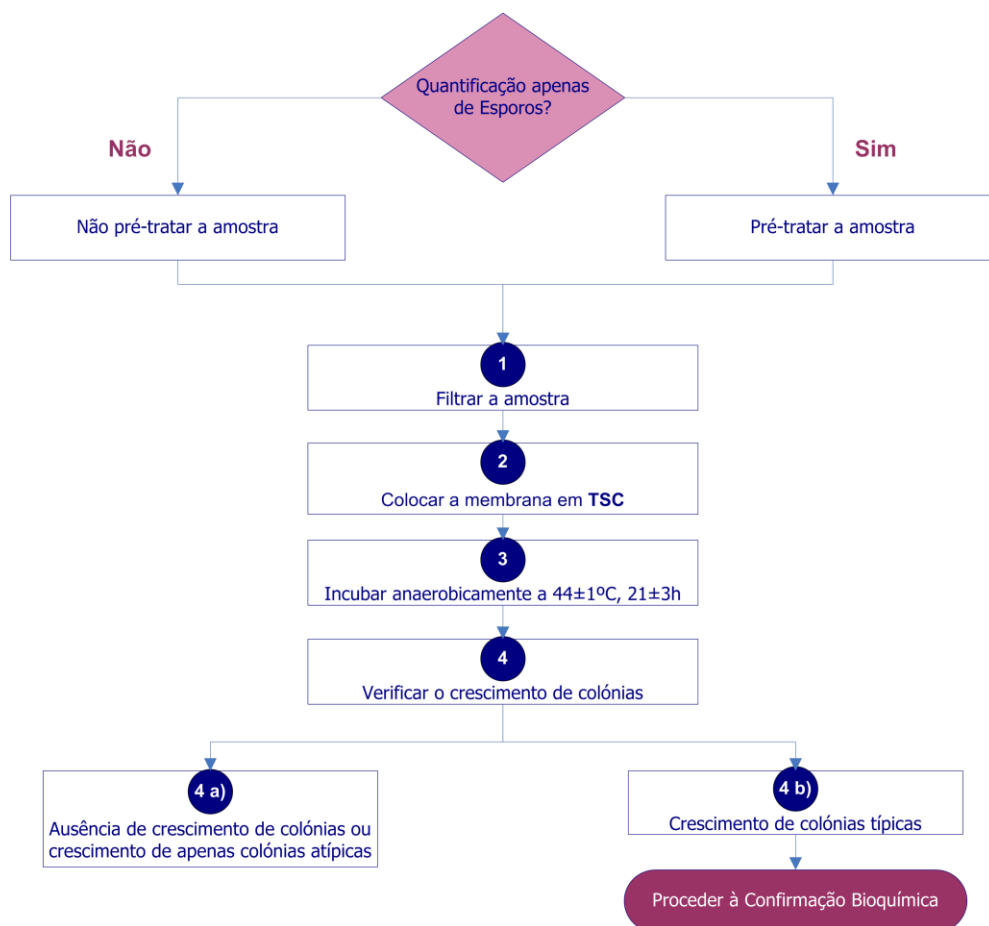 Quantificação apenas
de Esporos?
Não
Sim
Não pré-tratar a amostra
Pré-tratar a amostra
1
Filtrar a amostra
2
Colocar a membrana em TSC
3
Incubar anaerobicamente a 44±1ºC, 21±3h
4
Verificar o crescimento de colónias
4 a)
Ausência de crescimento de colónias ou
crescimento de apenas colónias atípicas
4 b)
Crescimento de colónias típicas
Proceder à Confirmação Bioquímica